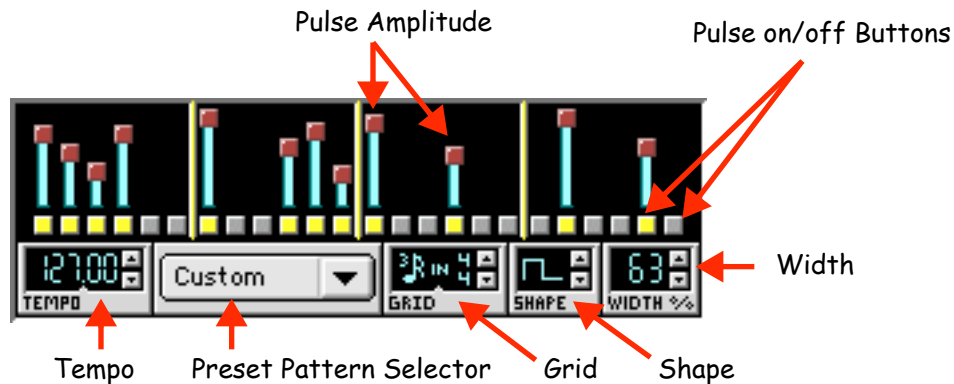 Pulse Amplitude
Pulse on/off Buttons
127.00
Custom
3 IN 4 4
63
TEMPO
GRID
SHAPE
WIDTH %
Width
Tempo
Preset Pattern Selector
Grid
Shape